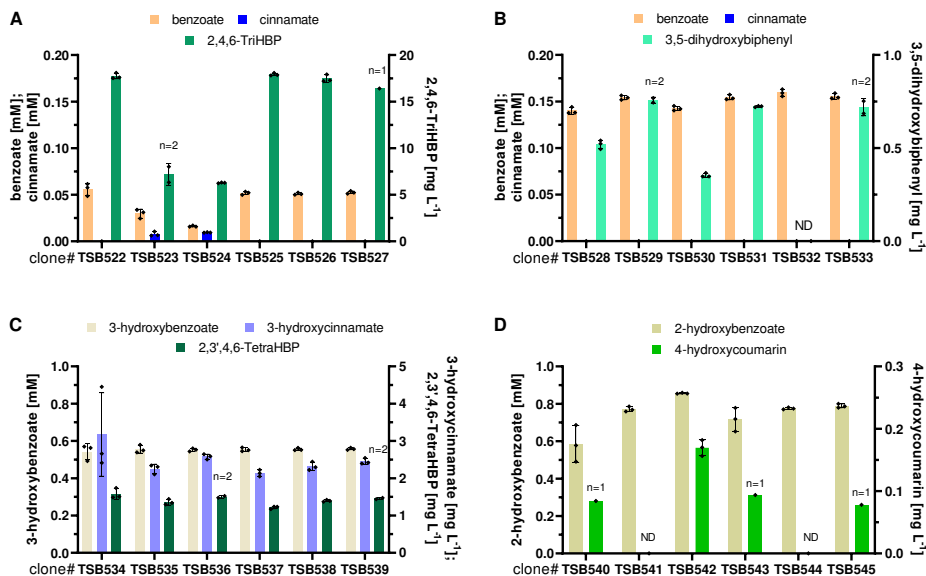 A
benzoate
cinnamate
2,4,6-TriHBP
benzoate [mM];
cinnamate [mM]
0.20
0.15
0.10
0.05
0.00
20
15
10
5
0
2,4,6-TriHBP [mg L⁻¹]
n=2
n=1
clone# TSB522 TSB523 TSB524 TSB525 TSB526 TSB527
B
benzoate
cinnamate
3,5-dihydroxybiphenyl
benzoate [mM];
cinnamate [mM]
0.20
0.15
0.10
0.05
0.00
1.0
0.5
0.0
3,5-dihydroxybiphenyl [mg L⁻¹]
n=2
ND
n=2
clone# TSB528 TSB529 TSB530 TSB531 TSB532 TSB533
C
3-hydroxybenzoate
3-hydroxycinnamate
2,3',4,6-TetraHBP
3-hydroxybenzoate [mM]
1.0
0.8
0.6
0.4
0.2
0.0
5
4
3
2
1
0
3-hydroxycinnamate [mg L⁻¹];
2,3',4,6-TetraHBP [mg L⁻¹]
n=2
n=2
clone# TSB534 TSB535 TSB536 TSB537 TSB538 TSB539
D
2-hydroxybenzoate
4-hydroxycoumarin
2-hydroxybenzoate [mM]
1.0
0.8
0.6
0.4
0.2
0.0
0.3
0.2
0.1
0.0
4-hydroxycoumarin [mg L⁻¹]
n=1
ND
n=1
ND
n=1
clone# TSB540 TSB541 TSB542 TSB543 TSB544 TSB545